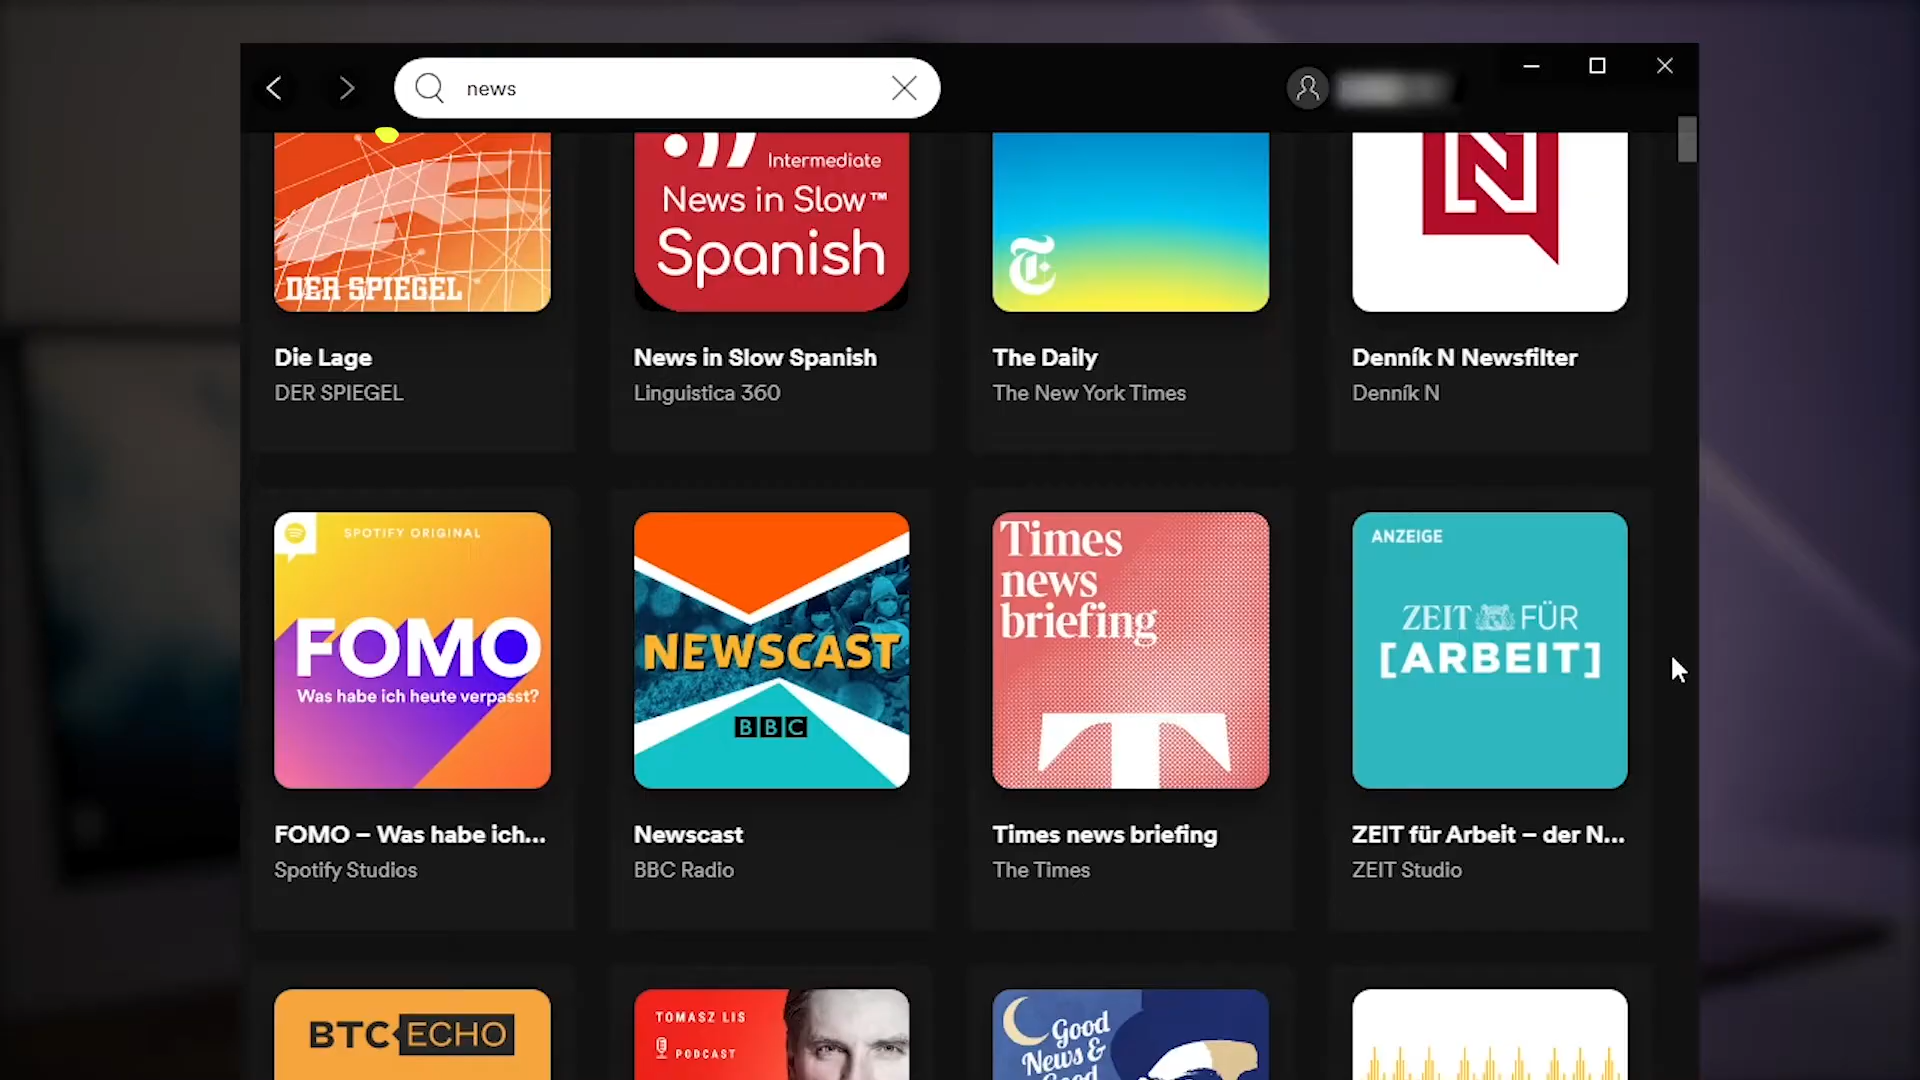 news
DER SPIEGEL
Intermediate
News in Slow™
Spanish
T
N
Die Lage
DER SPIEGEL
News in Slow Spanish
Linguistica 360
The Daily
The New York Times
Denník N Newsfilter
Denník N
SPOTIFY ORIGINAL
FOMO
Was habe ich heute verpasst?
NEWSCAST
BBC
Times
news
briefing
T
ANZEIGE
ZEIT FÜR
[ARBEIT]
FOMO – Was habe ich...
Spotify Studios
Newscast
BBC Radio
Times news briefing
The Times
ZEIT für Arbeit – der N...
ZEIT Studio
BTC ECHO
TOMASZ LIS
PODCAST
Good
News &
Good